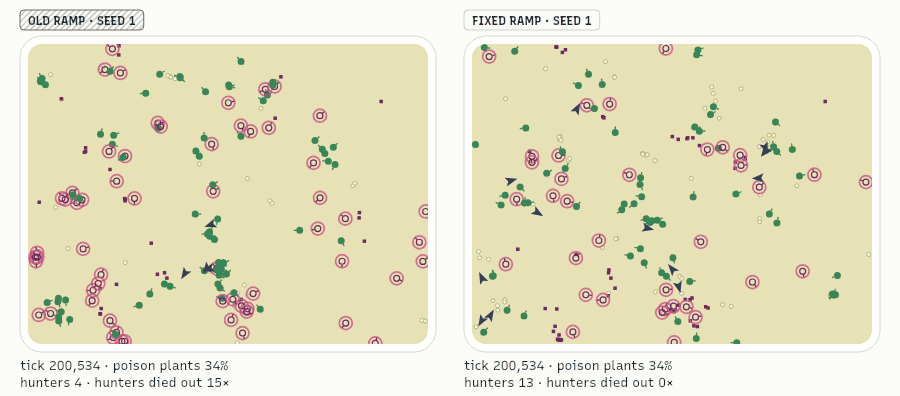 OLD RAMP · SEED 1
FIXED RAMP · SEED 1
tick 200,534 · poison plants 34%
hunters 4 · hunters died out 15×
tick 200,534 · poison plants 34%
hunters 13 · hunters died out 0×